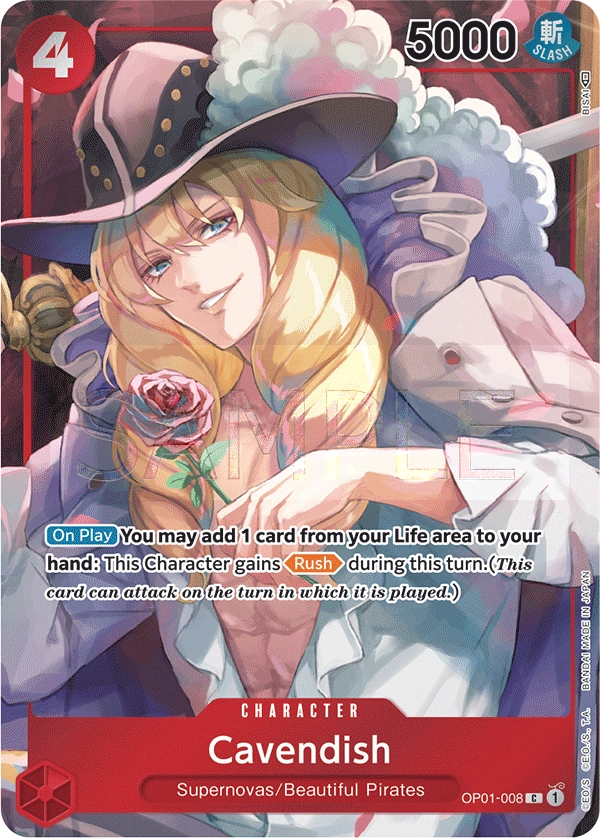 4
5000
斬
SLASH
BISAI
SAMPLE
On Play You may add 1 card from your Life area to your
hand: This Character gains Rush during this turn.(This
card can attack on the turn in which it is played.)
CHARACTER
Cavendish
Supernovas/Beautiful Pirates
OP01-008 C 1
©EO/S ©E.O./S, T.A. BANDAI MADE IN JAPAN